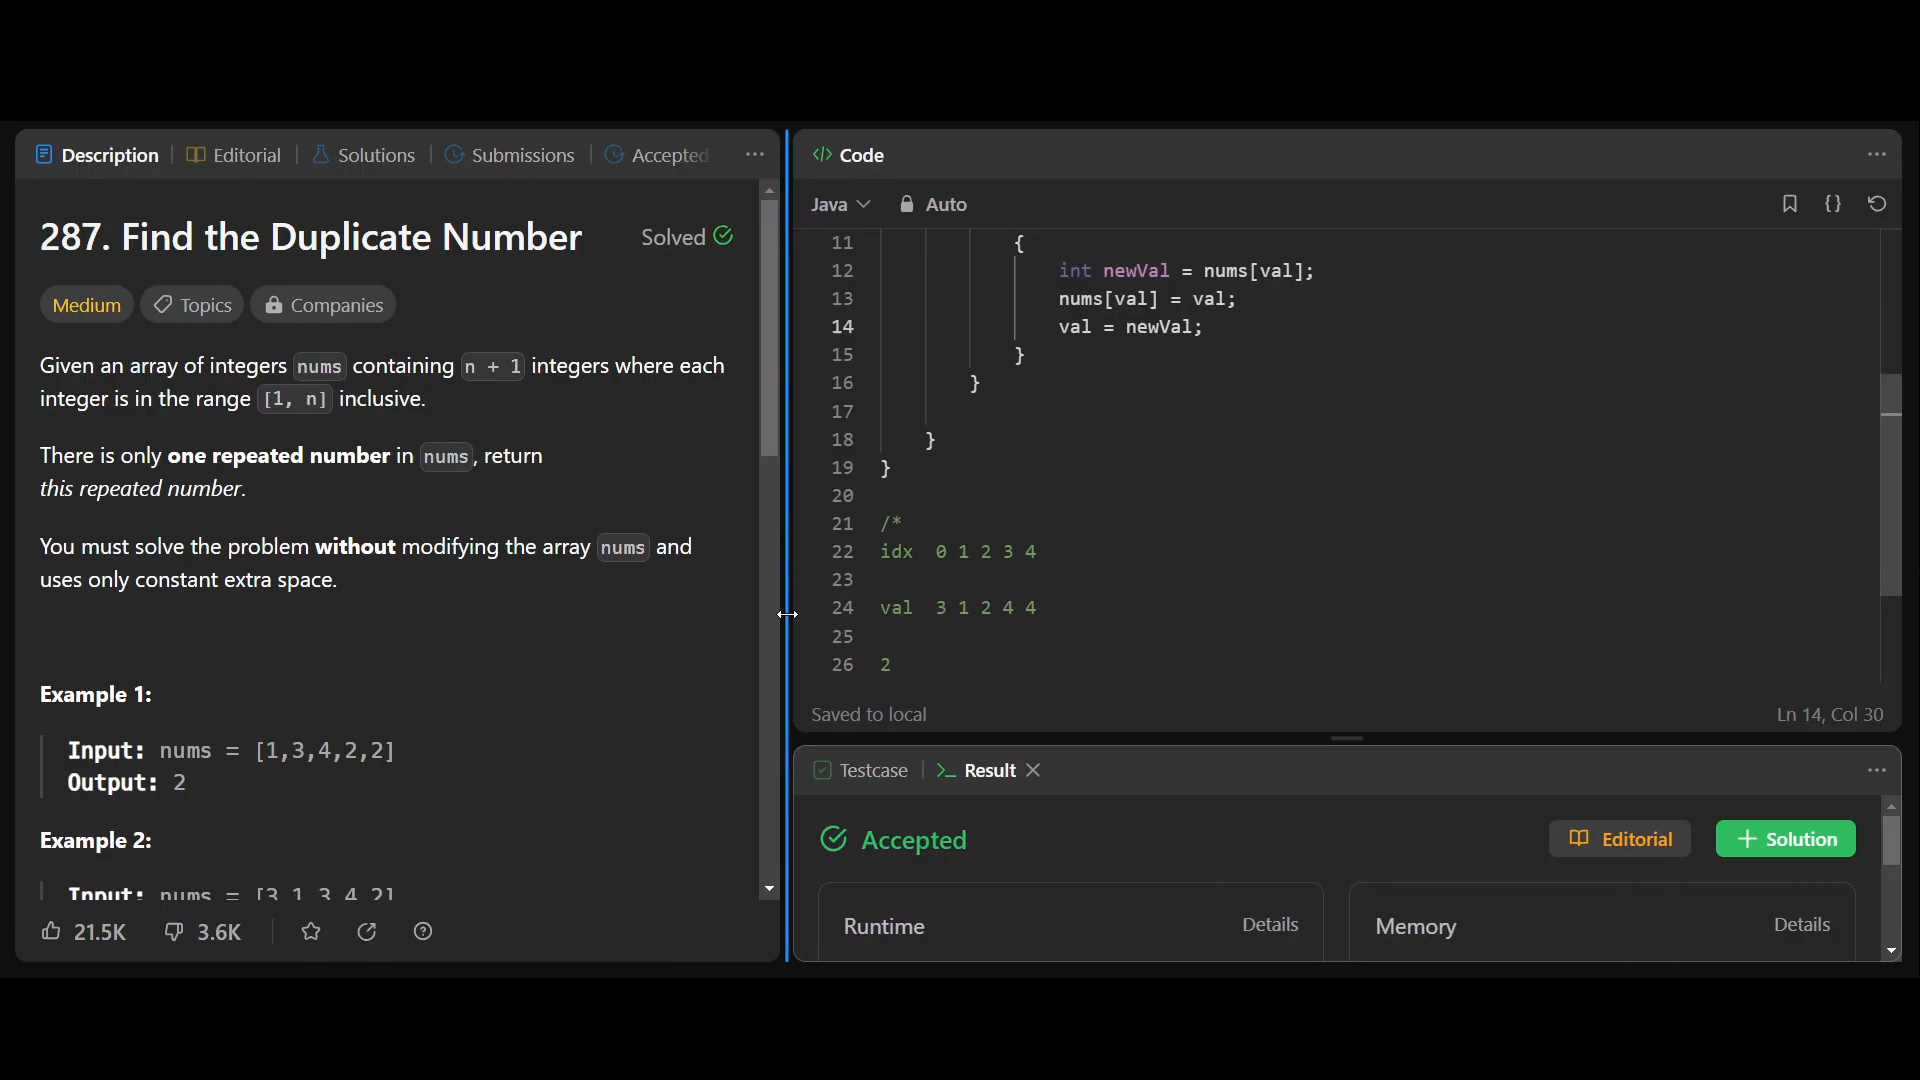 Description | Editorial | Solutions | Submissions | Accepted
287. Find the Duplicate Number
Solved
Medium
Topics
Companies
Given an array of integers nums containing n + 1 integers where each
integer is in the range [1, n] inclusive.
There is only one repeated number in nums, return
this repeated number.
You must solve the problem without modifying the array nums and
uses only constant extra space.
Example 1:
Input: nums = [1,3,4,2,2]
Output: 2
Example 2:
Input: nums = [3,1,3,4,2]
21.5K
3.6K
</> Code
Java
Auto
11 {
12 int newVal = nums[val];
13 nums[val] = val;
14 val = newVal;
15 }
16 }
17
18 }
19 }
20
21 /*
22 idx 0 1 2 3 4
23
24 val 3 1 2 4 4
25
26 2
Saved to local
Ln 14, Col 30
Testcase | >_ Result
Accepted
Editorial
+ Solution
Runtime
Details
Memory
Details